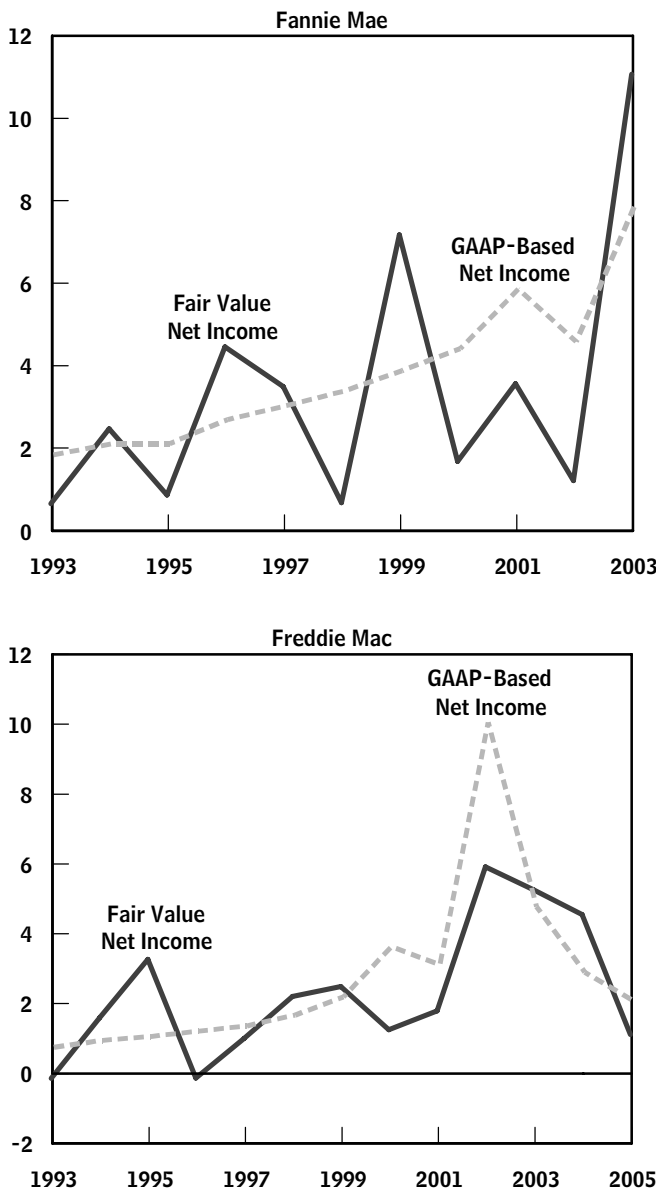 Fannie Mae
12
10
8
GAAP-Based
Net Income
6
Fair Value
Net Income
4
2
0
1993 1995 1997 1999 2001 2003
Freddie Mac
12
GAAP-Based
Net Income
10
8
6
Fair Value
Net Income
4
2
0
-2
1993 1995 1997 1999 2001 2003 2005